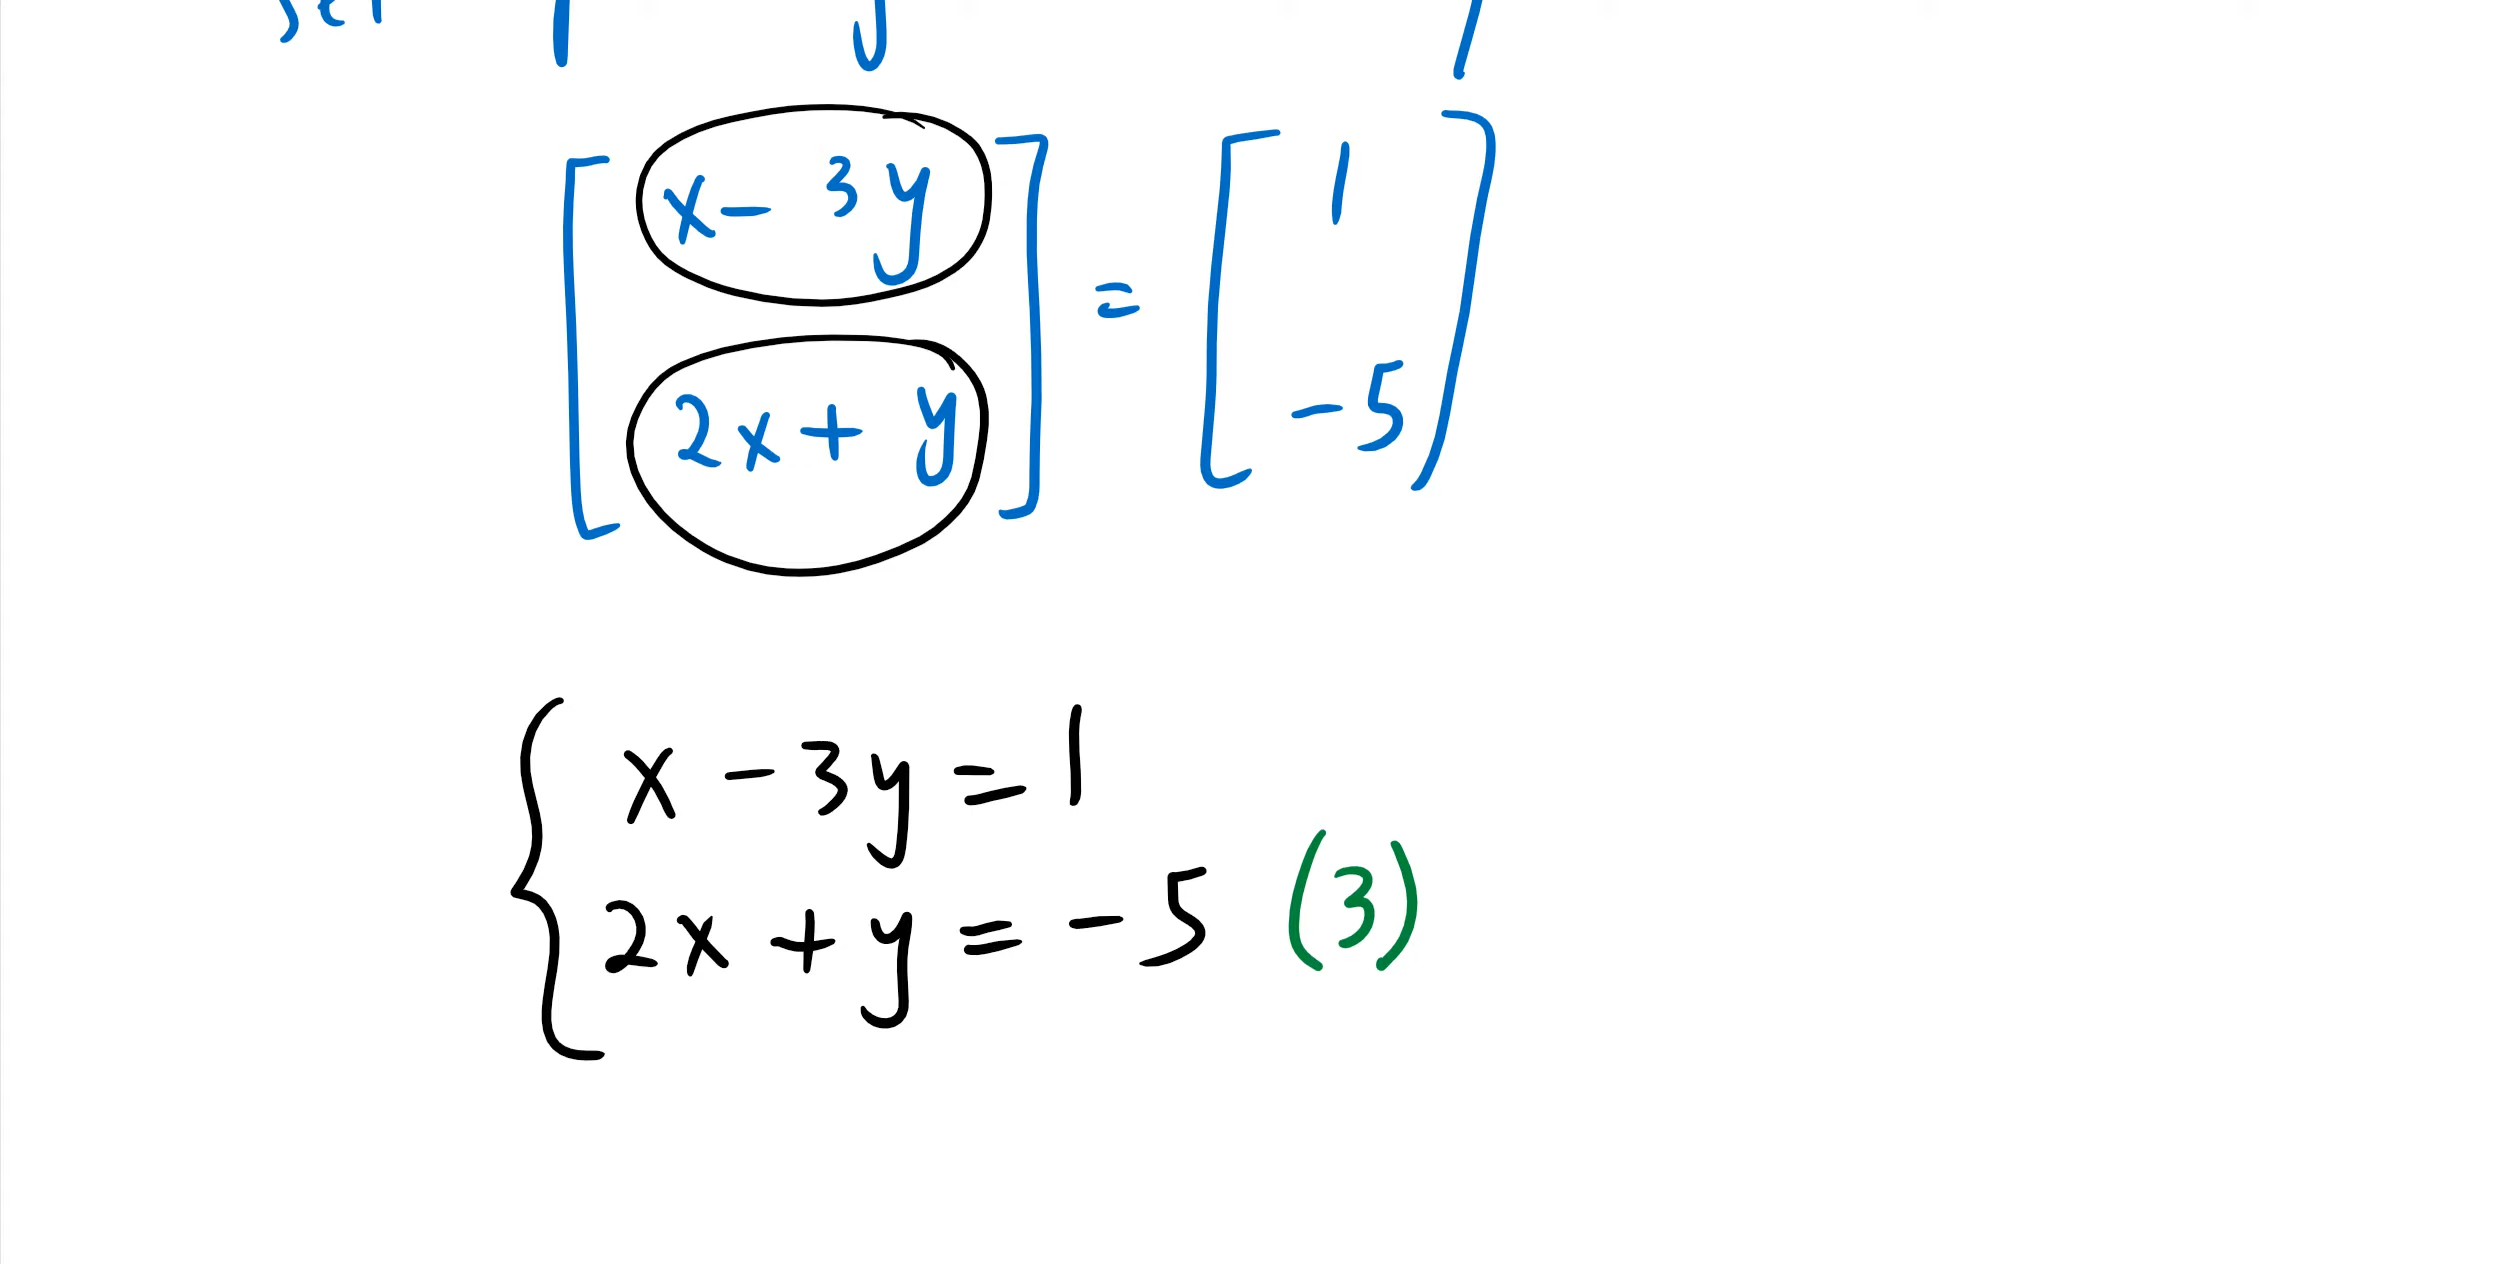 [x - 3y] = [1]
[2x + y] = [-5]
{ x - 3y = 1
{ 2x + y = -5 (3)